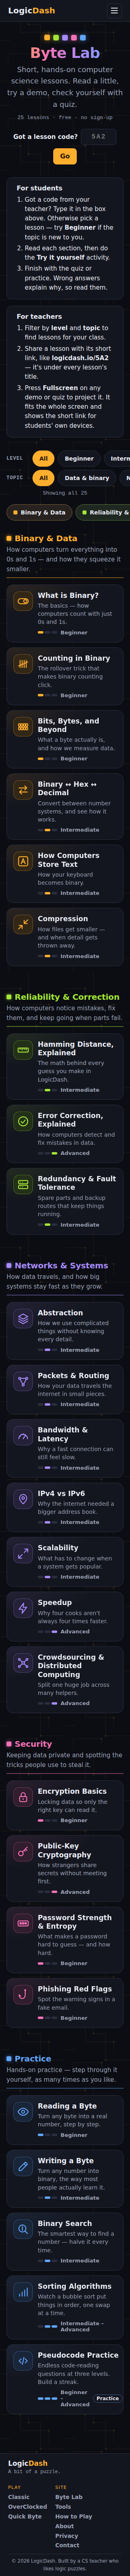 LogicDash
Byte Lab
Short, hands-on computer
science lessons. Read a little,
try a demo, check yourself with
a quiz.
25 lessons · free · no sign-up
Got a lesson code?
5A2
Go
For students
1. Got a code from your
teacher? Type it in the box
above. Otherwise pick a
lesson — try Beginner if the
topic is new to you.
2. Read each section, then do
the Try it yourself activity.
3. Finish with the quiz or
practice. Wrong answers
explain why, so read them.
For teachers
1. Filter by level and topic to
find lessons for your class.
2. Share a lesson with its short
link, like logicdash.io/5A2
— it's under every lesson's
title.
3. Press Fullscreen on any
demo or quiz to project it. It
fits the whole screen and
shows the short link for
students' own devices.
LEVEL
All
Beginner
Intern
TOPIC
All
Data & binary
N
Showing all 25
Binary & Data
Reliability &
Binary & Data
How computers turn everything into
0s and 1s — and how they squeeze it
smaller.
What is Binary?
The basics — how
computers count with just
0s and 1s.
Beginner
Counting in Binary
The rollover trick that
makes binary counting
click.
Beginner
Bits, Bytes, and
Beyond
What a byte actually is,
and how we measure data.
Beginner
Binary ↔ Hex ↔
Decimal
Convert between number
systems, and see how it
works.
Intermediate
How Computers
Store Text
How your keyboard
becomes binary.
Intermediate
Compression
How files get smaller —
and when detail gets
thrown away.
Intermediate
Reliability & Correction
How computers notice mistakes, fix
them, and keep going when parts fail.
Hamming Distance,
Explained
The math behind every
guess you make in
LogicDash.
Intermediate
Error Correction,
Explained
How computers detect and
fix mistakes in data.
Advanced
Redundancy & Fault
Tolerance
Spare parts and backup
routes that keep things
running.
Intermediate
Networks & Systems
How data travels, and how big
systems stay fast as they grow.
Abstraction
How we use complicated
things without knowing
every detail.
Intermediate
Packets & Routing
How your data travels the
internet in small pieces.
Intermediate
Bandwidth &
Latency
Why a fast connection can
still feel slow.
Intermediate
IPv4 vs IPv6
Why the internet needed a
bigger address book.
Intermediate
Scalability
What has to change when
a system gets popular.
Intermediate
Speedup
Why four cooks aren't
always four times faster.
Advanced
Crowdsourcing &
Distributed
Computing
Split one huge job across
many helpers.
Advanced
Security
Keeping data private and spotting the
tricks people use to steal it.
Encryption Basics
Locking data so only the
right key can read it.
Beginner
Public-Key
Cryptography
How strangers share
secrets without meeting
first.
Advanced
Password Strength
& Entropy
What makes a password
hard to guess — and how
hard.
Beginner
Phishing Red Flags
Spot the warning signs in a
fake email.
Beginner
Practice
Hands-on practice — step through it
yourself, as many times as you like.
Reading a Byte
Turn any byte into a real
number, step by step.
Beginner
Writing a Byte
Turn any number into
binary, the way most
people actually learn it.
Intermediate
Binary Search
The smartest way to find a
number — halve it every
time.
Intermediate
Sorting Algorithms
Watch a bubble sort put
things in order, one swap
at a time.
Intermediate –
Advanced
Pseudocode Practice
Endless code-reading
questions at three levels.
Build a streak.
Beginner
–
Advanced
Practice
LogicDash
A bit of a puzzle.
PLAY
SITE
Classic
Byte Lab
OverClocked
Tools
Quick Byte
How to Play
About
Privacy
Contact
© 2026 LogicDash. Built by a CS teacher who
likes logic puzzles.